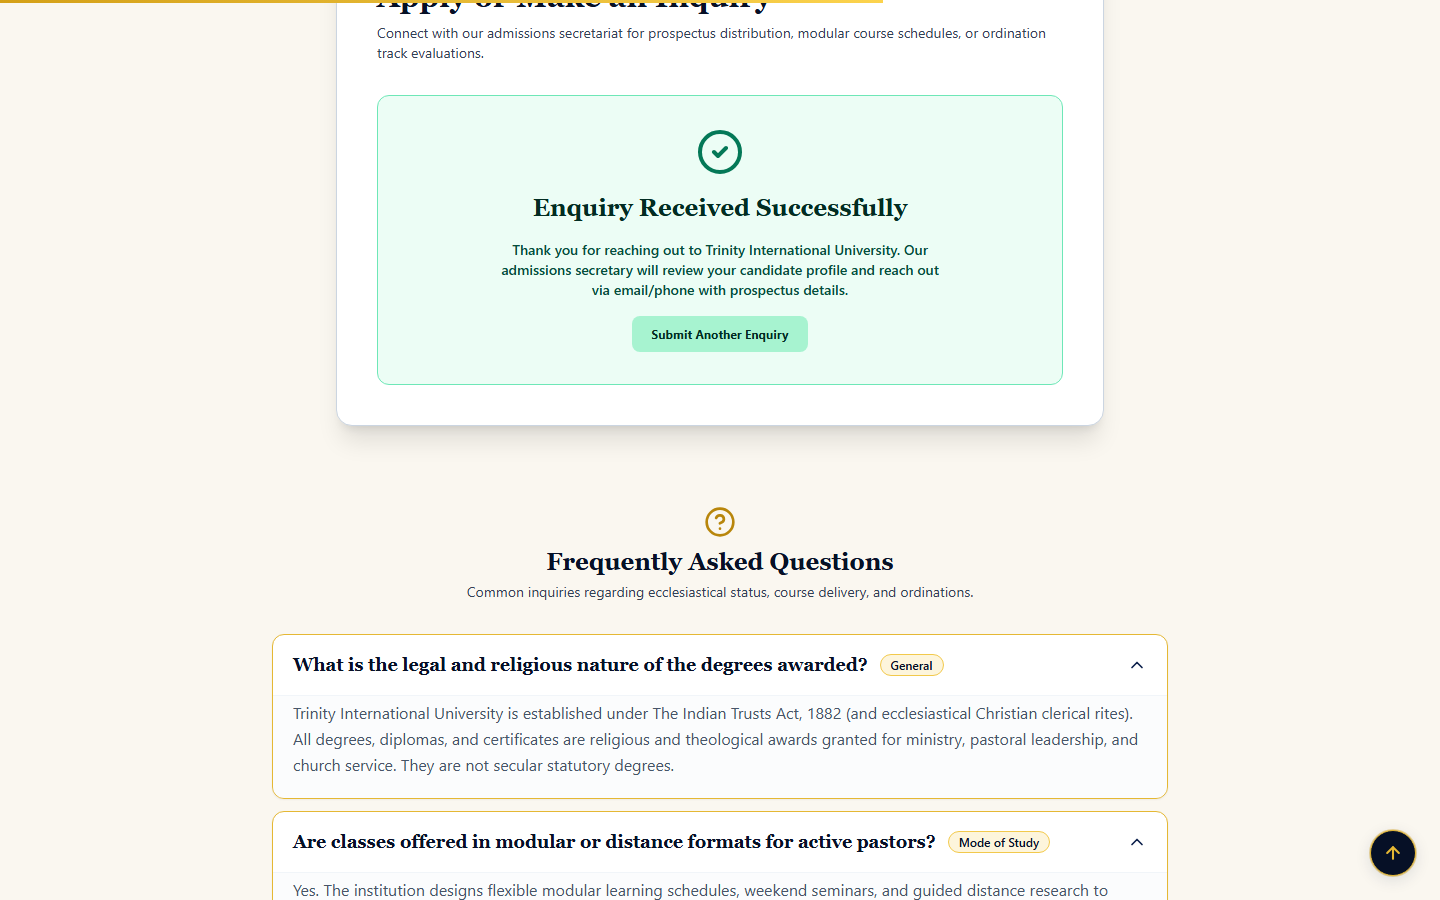 Apply or Make an Inquiry
Connect with our admissions secretariat for prospectus distribution, modular course schedules, or ordination
track evaluations.
Enquiry Received Successfully
Thank you for reaching out to Trinity International University. Our
admissions secretary will review your candidate profile and reach out
via email/phone with prospectus details.
Submit Another Enquiry
Frequently Asked Questions
Common inquiries regarding ecclesiastical status, course delivery, and ordinations.
What is the legal and religious nature of the degrees awarded? General
Trinity International University is established under The Indian Trusts Act, 1882 (and ecclesiastical Christian clerical rites).
All degrees, diplomas, and certificates are religious and theological awards granted for ministry, pastoral leadership, and
church service. They are not secular statutory degrees.
Are classes offered in modular or distance formats for active pastors? Mode of Study
Yes. The institution designs flexible modular learning schedules, weekend seminars, and guided distance research to